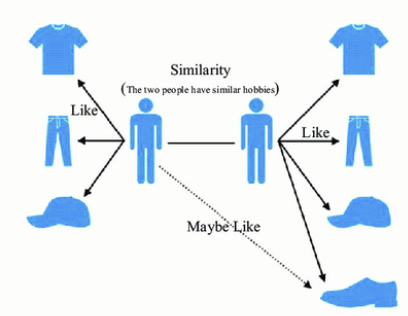 Similarity
(The two people have similar hobbies)
Like
Like
Maybe Like